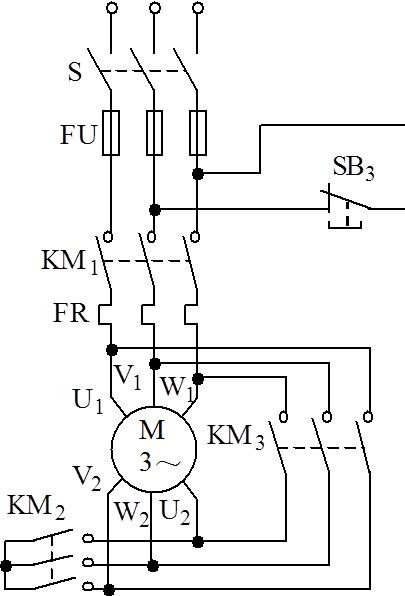 S
FU
SB₃
KM₁
FR
V₁
W₁
U₁
M
3~
KM₃
V₂
W₂
U₂
KM₂